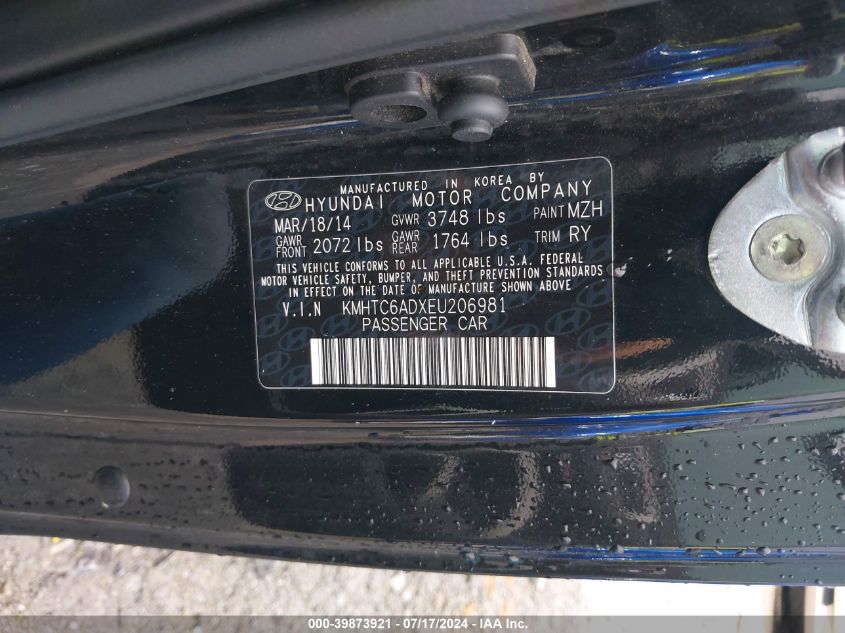 MANUFACTURED IN KOREA BY
HYUNDAI MOTOR COMPANY
MAR/18/14 GVWR 3748 lbs PAINT MZH
GAWR FRONT 2072 lbs GAWR REAR 1764 lbs TRIM RY
THIS VEHICLE CONFORMS TO ALL APPLICABLE U.S.A. FEDERAL
MOTOR VEHICLE SAFETY, BUMPER, AND THEFT PREVENTION STANDARDS
IN EFFECT ON THE DATE OF MANUFACTURE SHOWN ABOVE
V.I.N KMHTC6ADXEU206981
PASSENGER CAR
000-39873921 - 07/17/2024 - IAA Inc.